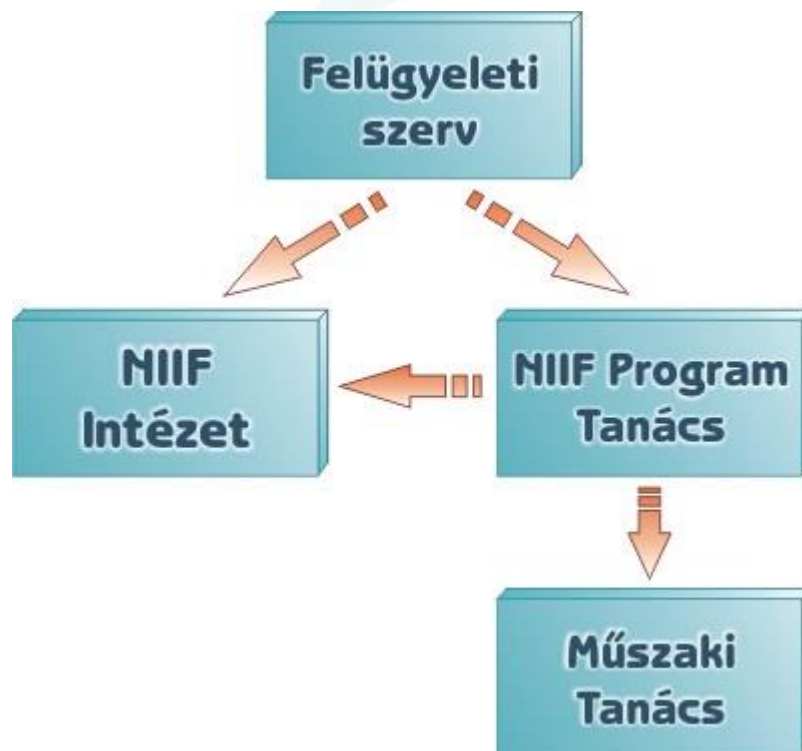 Felügyeleti
szerv
NIIF
Intézet
NIIF Program
Tanács
Műszaki
Tanács